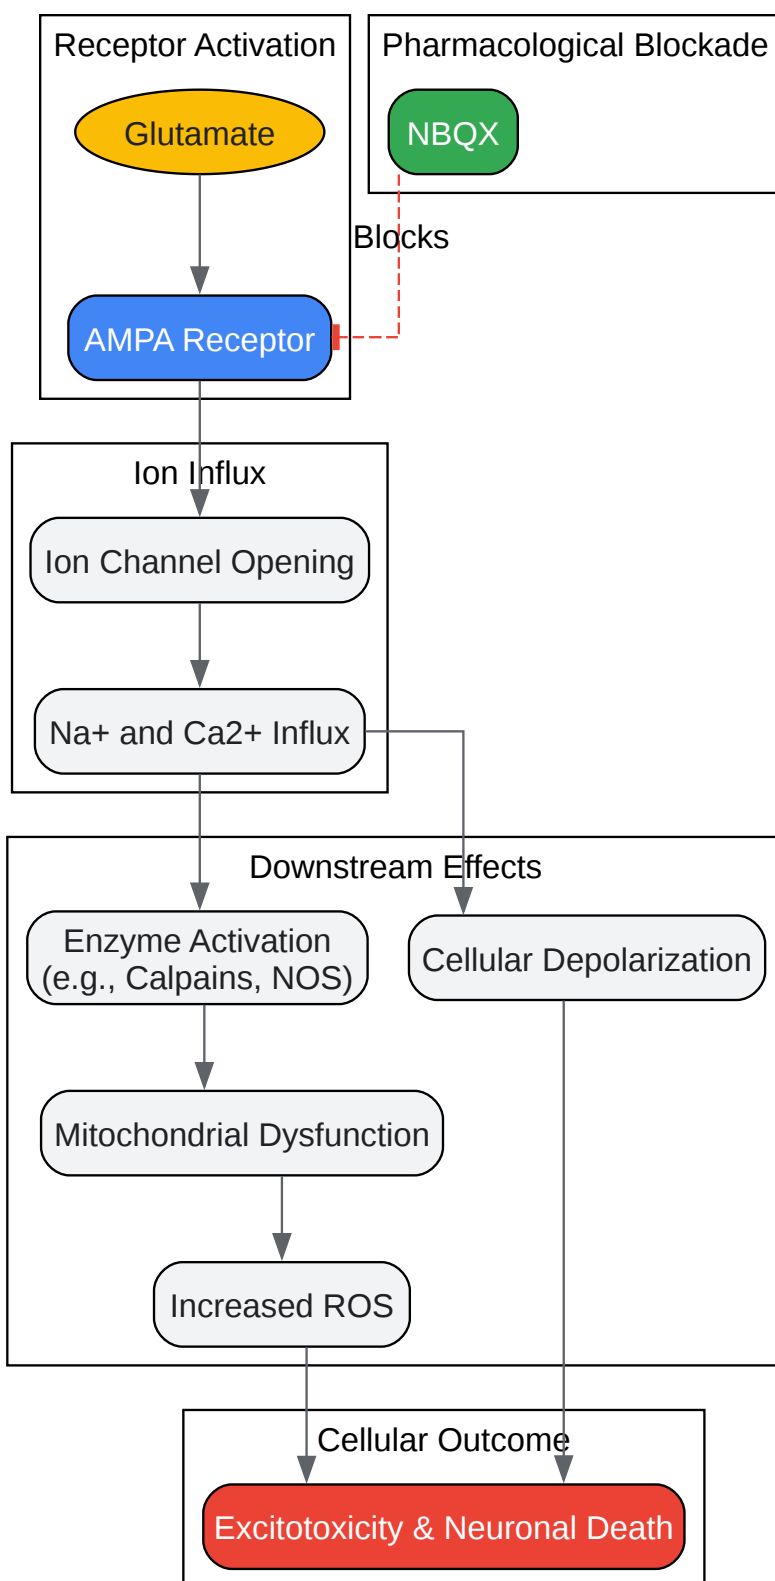 Receptor Activation
Pharmacological Blockade
Glutamate
NBQX
Blocks
AMPA Receptor
Ion Influx
Ion Channel Opening
Na+ and Ca2+ Influx
Downstream Effects
Enzyme Activation
(e.g., Calpains, NOS)
Cellular Depolarization
Mitochondrial Dysfunction
Increased ROS
Cellular Outcome
Excitotoxicity & Neuronal Death